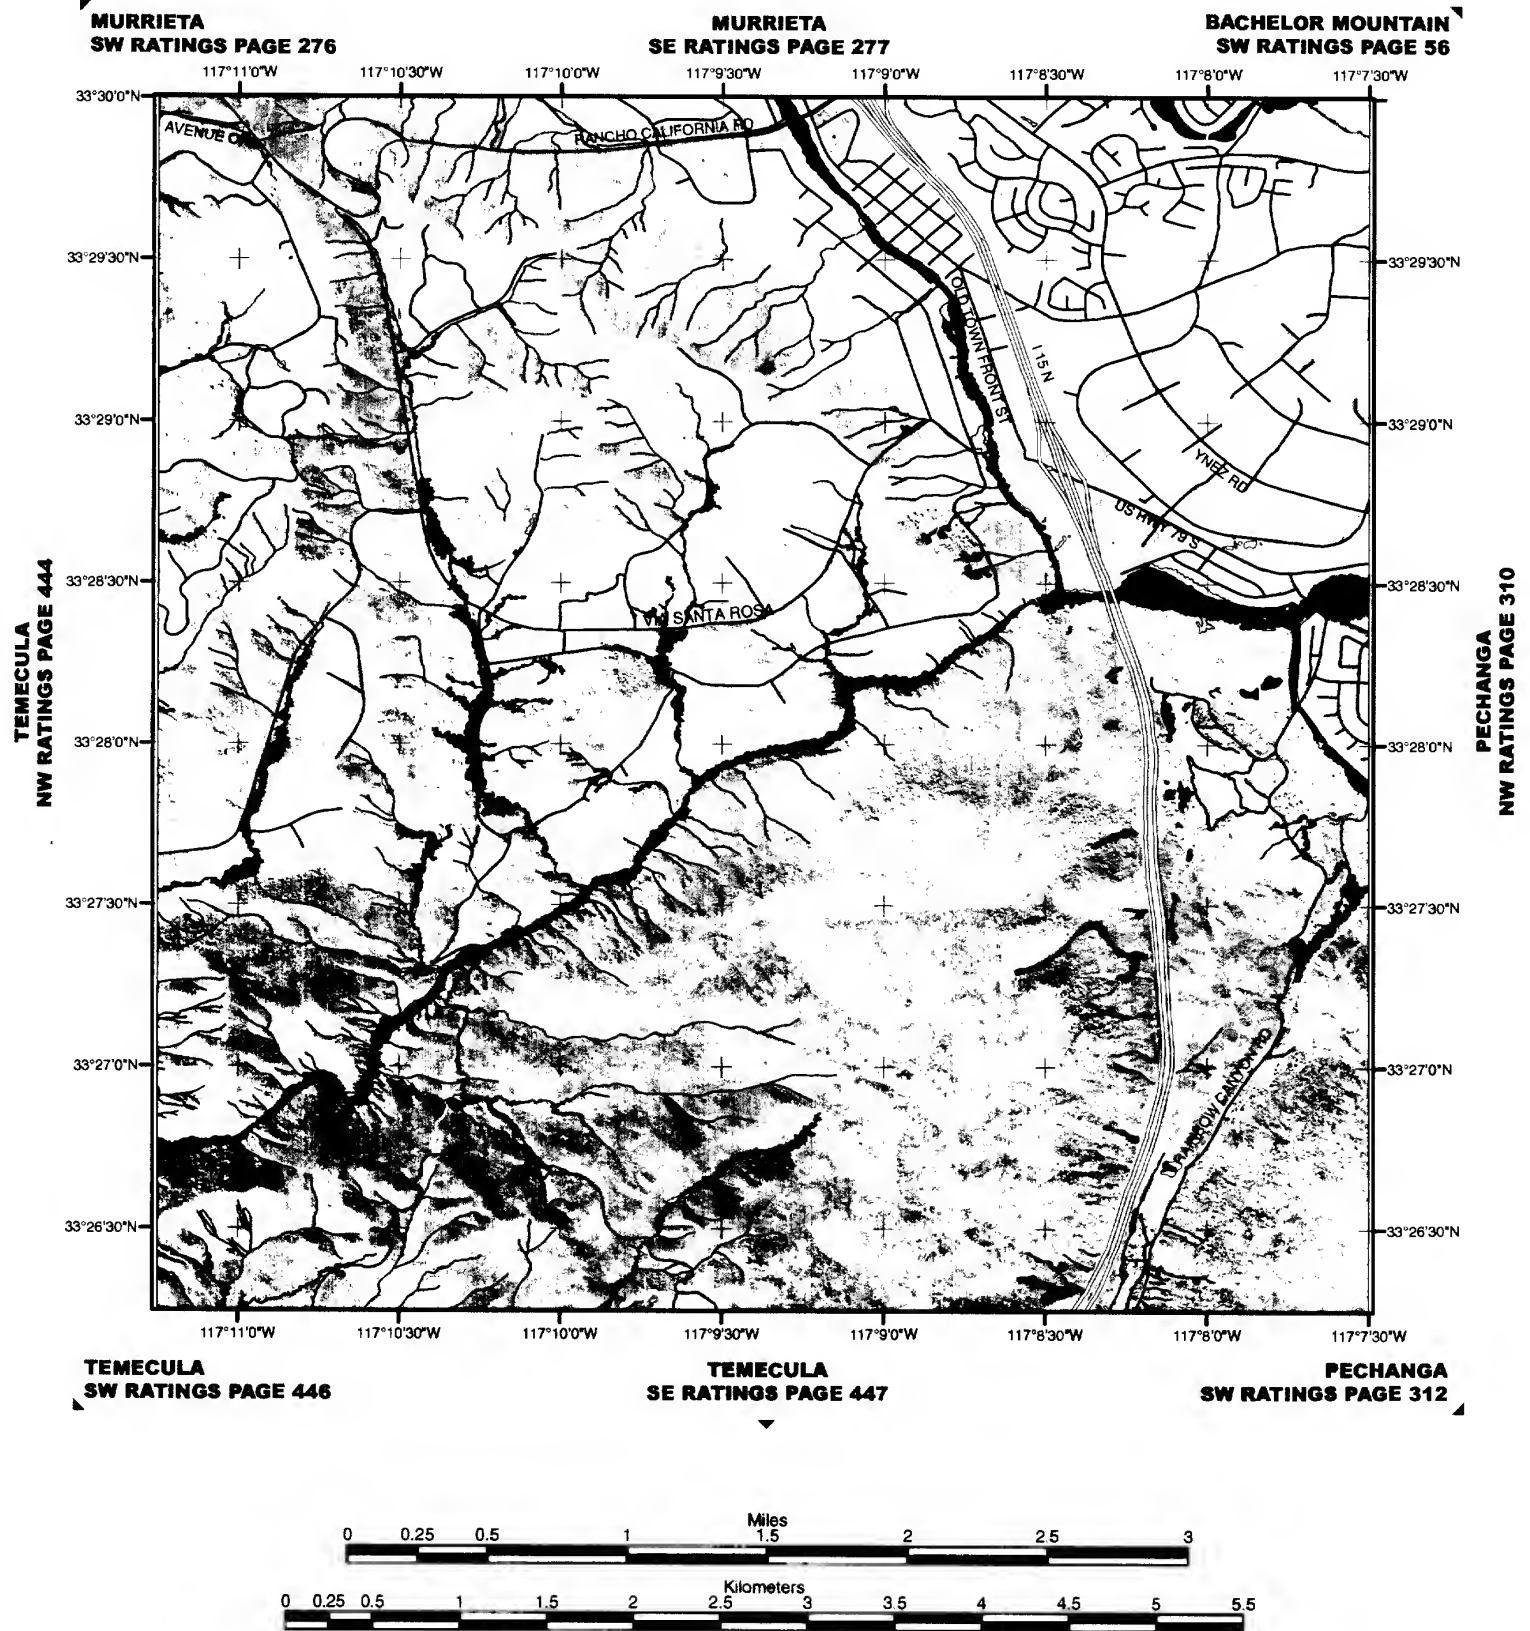 MURRIETA
SW RATINGS PAGE 276
MURRIETA
SE RATINGS PAGE 277
BACHELOR MOUNTAIN
SW RATINGS PAGE 56
117°11'0"W 117°10'30"W 117°10'0"W 117°9'30"W 117°9'0"W 117°8'30"W 117°8'0"W 117°7'30"W
33°30'0"N
AVENUE
RANCHO CALIFORNIA RD
33°29'30"N
33°29'30"N
OLD TOWN FRONT ST
I 15 N
33°29'0"N
33°29'0"N
YNEZ RD
US HWY 79 S
TEMECULA
NW RATINGS PAGE 444
33°28'30"N
33°28'30"N
PECHANGA
NW RATINGS PAGE 310
VIA SANTA ROSA
33°28'0"N
33°28'0"N
33°27'30"N
33°27'30"N
33°27'0"N
33°27'0"N
RAINBOW CANYON RD
33°26'30"N
33°26'30"N
117°11'0"W 117°10'30"W 117°10'0"W 117°9'30"W 117°9'0"W 117°8'30"W 117°8'0"W 117°7'30"W
TEMECULA
SW RATINGS PAGE 446
TEMECULA
SE RATINGS PAGE 447
PECHANGA
SW RATINGS PAGE 312
Miles
0 0.25 0.5 1 1.5 2 2.5 3
Kilometers
0 0.25 0.5 1 1.5 2 2.5 3 3.5 4 4.5 5 5.5